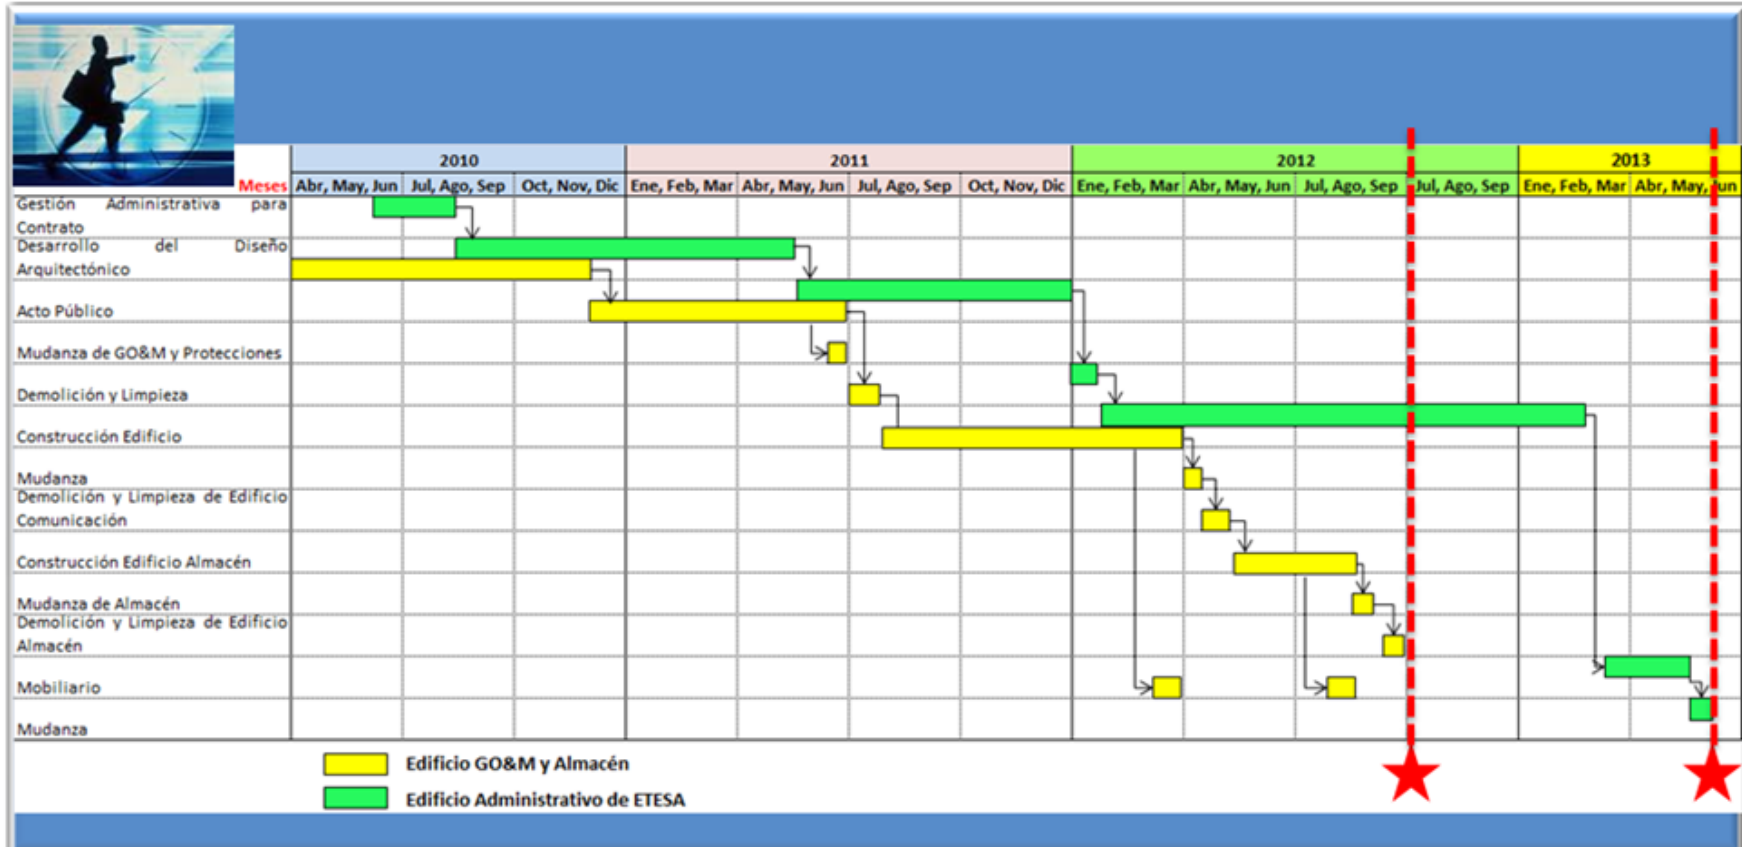 2010 2011 2012 2013
Meses Abr, May, Jun Jul, Ago, Sep Oct, Nov, Dic Ene, Feb, Mar Abr, May, Jun Jul, Ago, Sep Oct, Nov, Dic Ene, Feb, Mar Abr, May, Jun Jul, Ago, Sep Jul, Ago, Sep Ene, Feb, Mar Abr, May, Jun
Gestión Administrativa para
Contrato
Desarrollo del Diseño
Arquitectónico
Acto Público
Mudanza de GO&M y Protecciones
Demolición y Limpieza
Construcción Edificio
Mudanza
Demolición y Limpieza de Edificio
Comunicación
Construcción Edificio Almacén
Mudanza de Almacén
Demolición y Limpieza de Edificio
Almacén
Mobiliario
Mudanza
Edificio GO&M y Almacén
Edificio Administrativo de ETESA